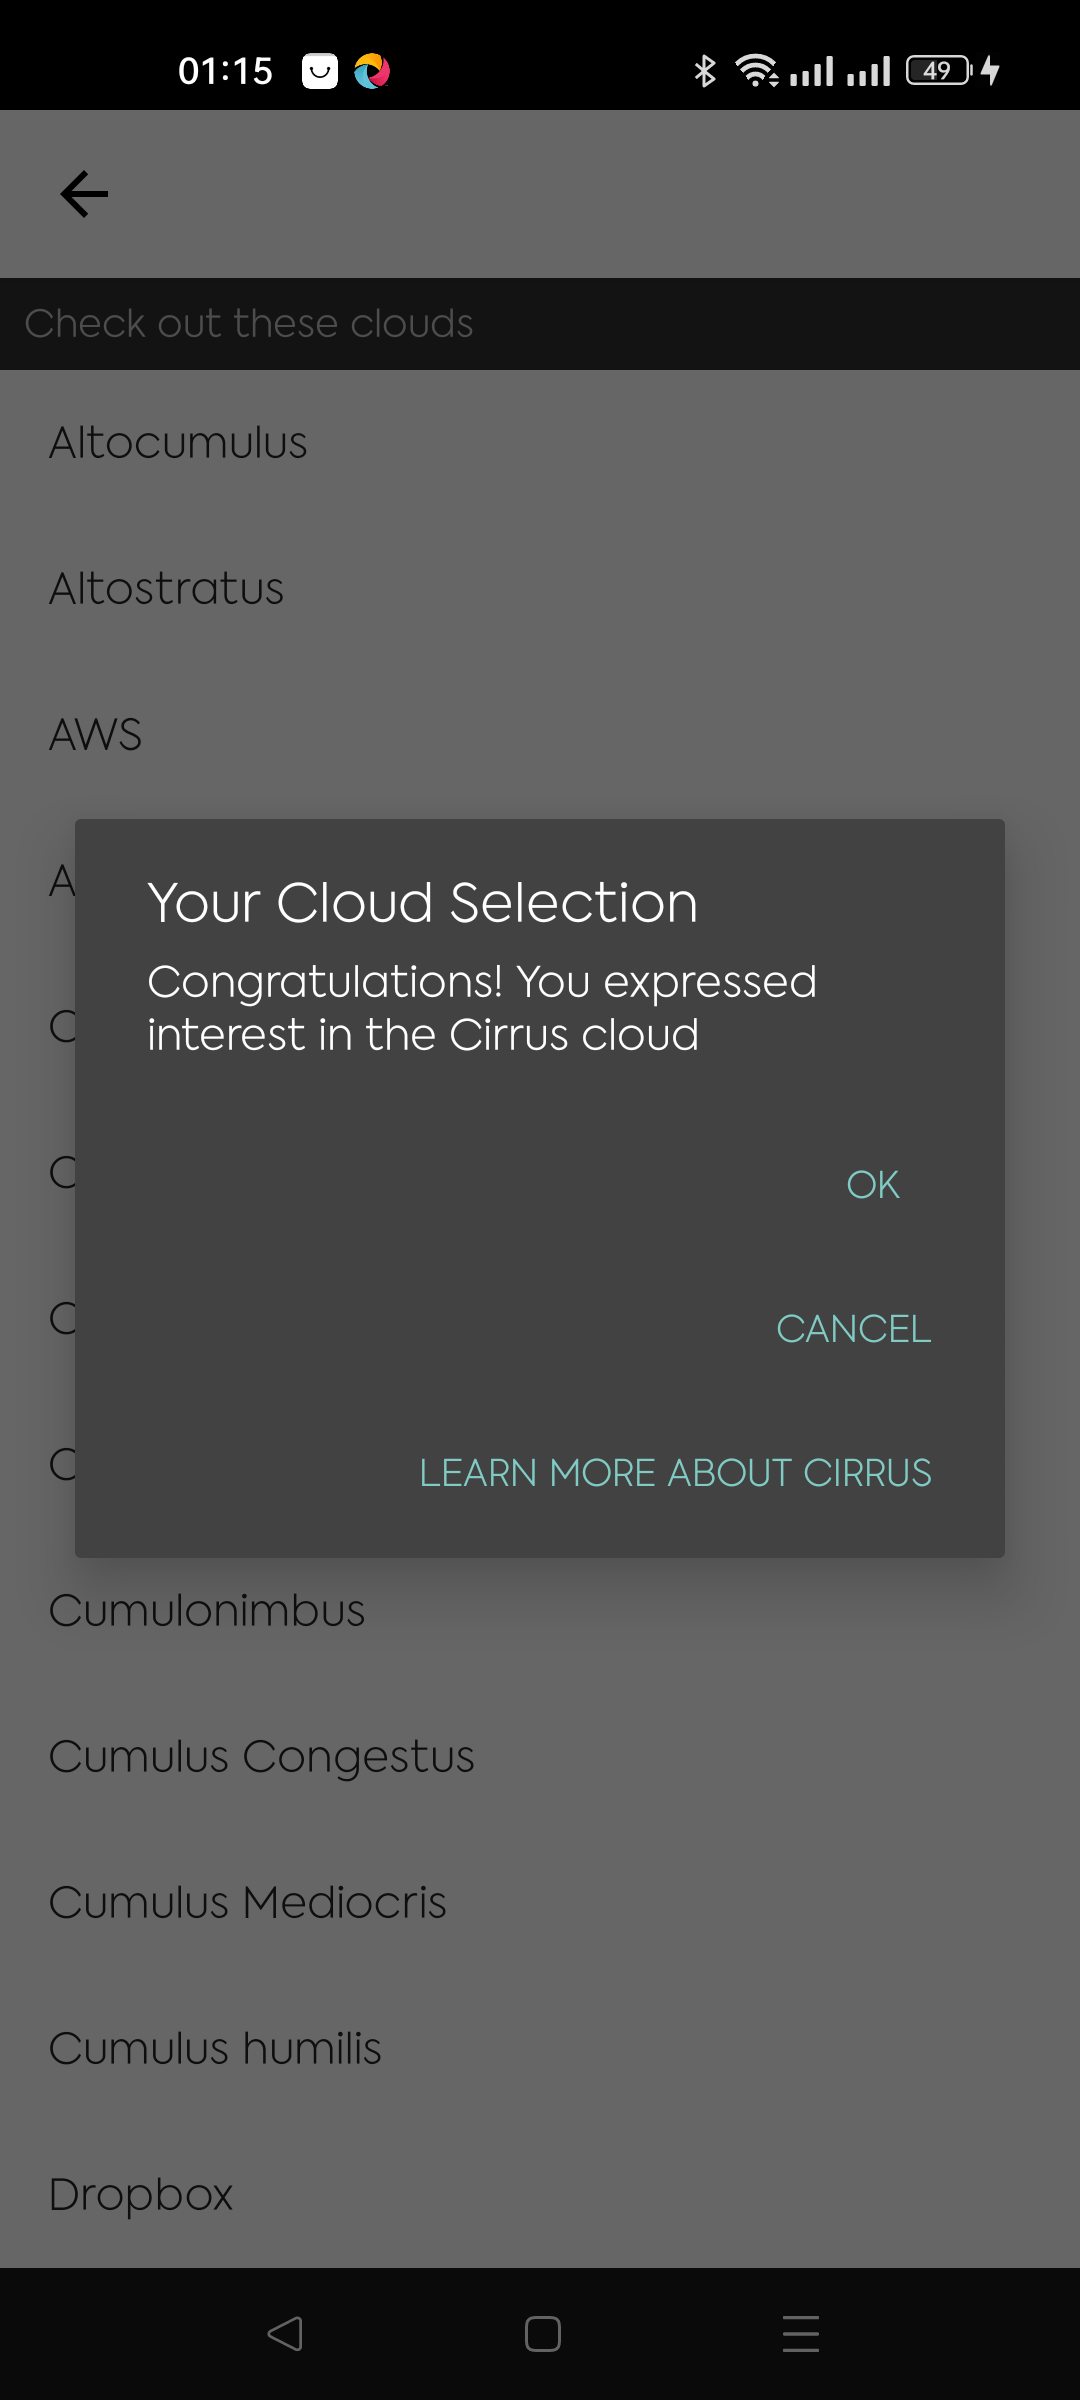 01:15
49
Check out these clouds
Altocumulus
Altostratus
AWS
Your Cloud Selection
Congratulations! You expressed
interest in the Cirrus cloud
OK
CANCEL
LEARN MORE ABOUT CIRRUS
Cumulonimbus
Cumulus Congestus
Cumulus Mediocris
Cumulus humilis
Dropbox